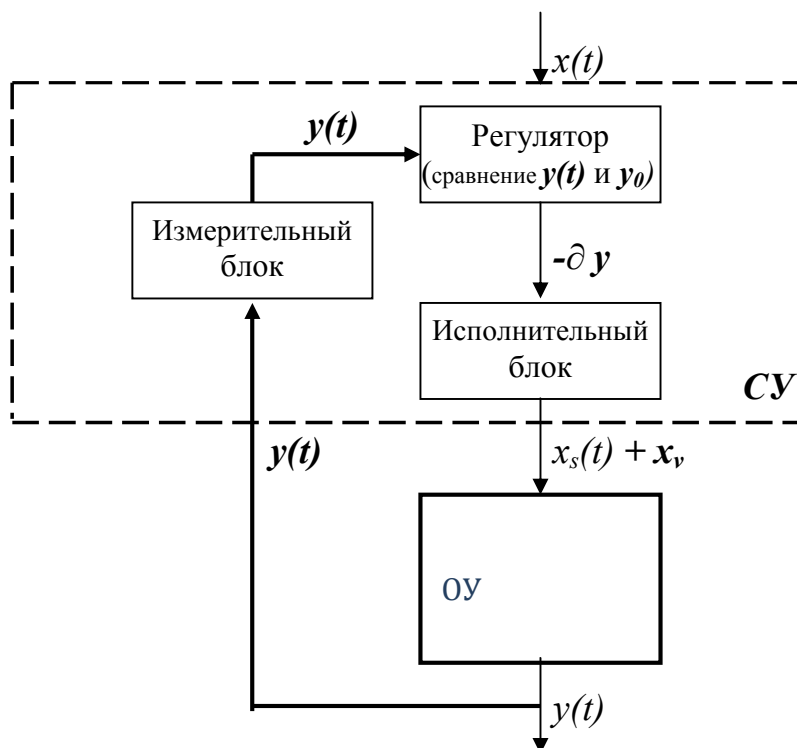 x(t)
y(t)
Регулятор
(сравнение y(t) и y₀)
Измерительный
блок
-∂ y
Исполнительный
блок
СУ
y(t)
xₛ(t) + xᵥ
ОУ
y(t)